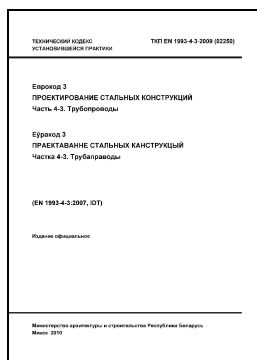 ТЕХНИЧЕСКИЙ КОДЕКС
УСТАНОВИВШЕЙСЯ ПРАКТИКИ
ТКП EN 1993-4-3-2009 (02250)
Еврокод 3
ПРОЕКТИРОВАНИЕ СТАЛЬНЫХ КОНСТРУКЦИЙ
Часть 4-3. Трубопроводы
Еўракод 3
ПРАЕКТАВАННЕ СТАЛЬНЫХ КАНСТРУКЦЫЙ
Частка 4-3. Трубаправоды
(EN 1993-4-3:2007, IDT)
Издание официальное
Министерство архитектуры и строительства Республики Беларусь
Минск 2010